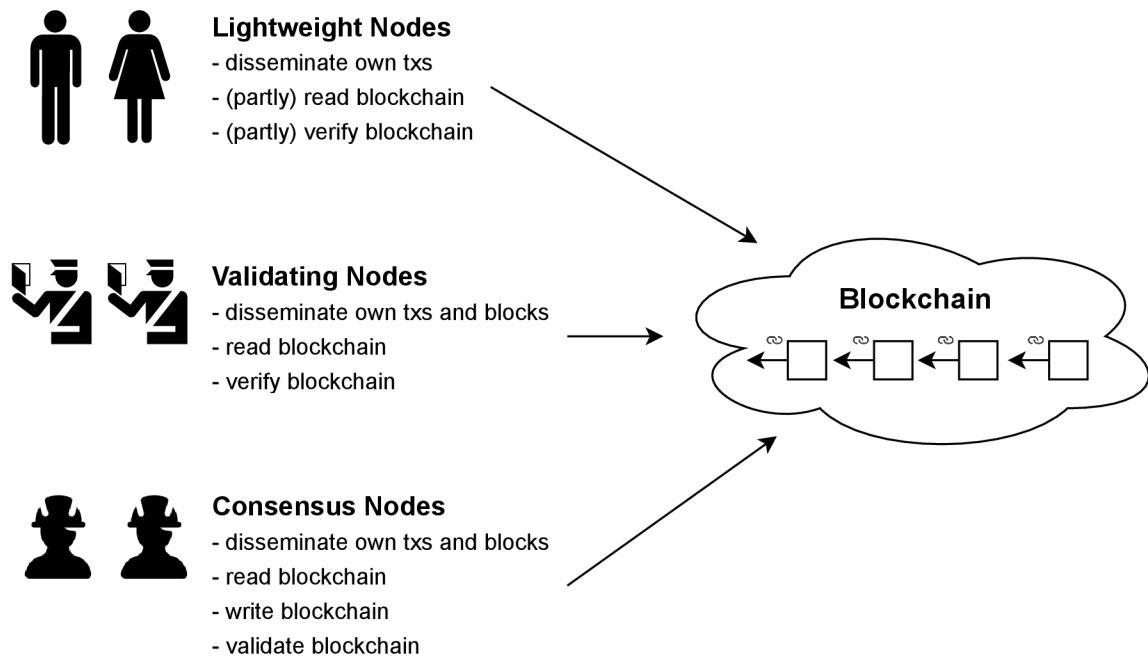 Lightweight Nodes
- disseminate own txs
- (partly) read blockchain
- (partly) verify blockchain
Validating Nodes
- disseminate own txs and blocks
- read blockchain
- verify blockchain
Blockchain
Consensus Nodes
- disseminate own txs and blocks
- read blockchain
- write blockchain
- validate blockchain